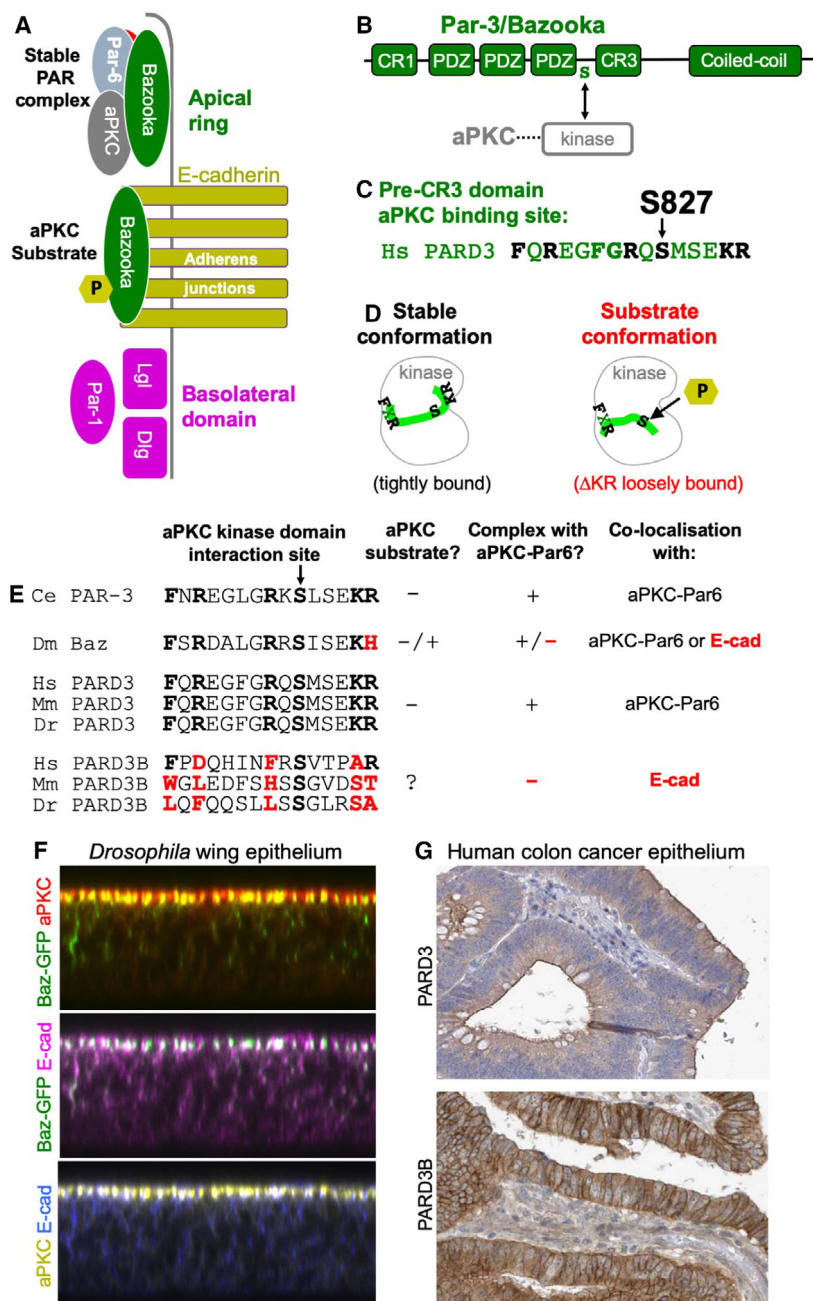 A
Stable
PAR
complex
Par-6
Bazooka
aPKC
Apical
ring
E-cadherin
aPKC
Substrate
Bazooka
P
Adherens
junctions
Par-1
Lgl
Dlg
Basolateral
domain
B
Par-3/Bazooka
CR1 PDZ PDZ PDZ s CR3 Coiled-coil
aPKC kinase
C Pre-CR3 domain
aPKC binding site:
S827
Hs PARD3 FQREGFGRQSMSEKR
D
Stable
conformation
kinase
FXR S KR
(tightly bound)
Substrate
conformation
kinase
P
FXR S
(ΔKR loosely bound)
E
aPKC kinase domain
interaction site
aPKC
substrate?
Complex with
aPKC-Par6?
Co-localisation
with:
Ce PAR-3 FNREGLGRKSLSEKR – + aPKC-Par6
Dm Baz FSRDALGRRSISEKH –/+ +/– aPKC-Par6 or E-cad
Hs PARD3 FQREGFGRQSMSEKR
Mm PARD3 FQREGFGRQSMSEKR – + aPKC-Par6
Dr PARD3 FQREGFGRQSMSEKR
Hs PARD3B FPDQHINFRSVTPAR
Mm PARD3B WGLEDFSHSSGVDST ? – E-cad
Dr PARD3B LQFQQSLLSSGLRSA
F Drosophila wing epithelium
Baz-GFP aPKC
Baz-GFP E-cad
aPKC E-cad
G Human colon cancer epithelium
PARD3
PARD3B